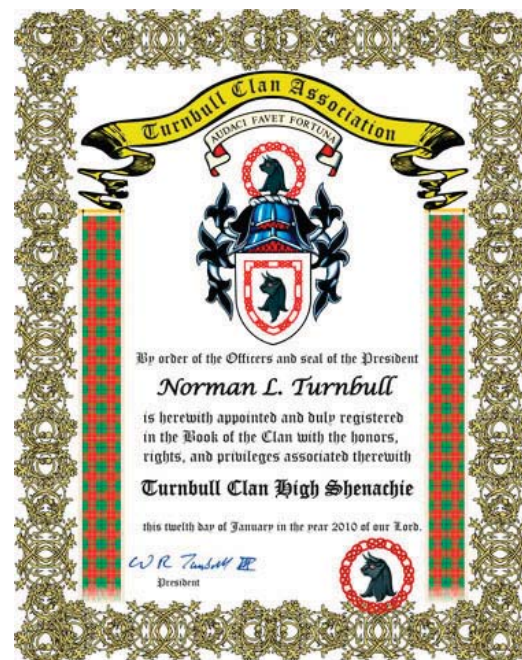 Turnbull Clan Association
AUDACI FAVET FORTUNA
By order of the Officers and seal of the President
Norman L. Turnbull
is herewith appointed and duly registered
in the Book of the Clan with the honors,
rights, and privileges associated therewith
Turnbull Clan High Shenachie
this twelth day of January in the year 2010 of our Lord.
W R Turnbull III
President